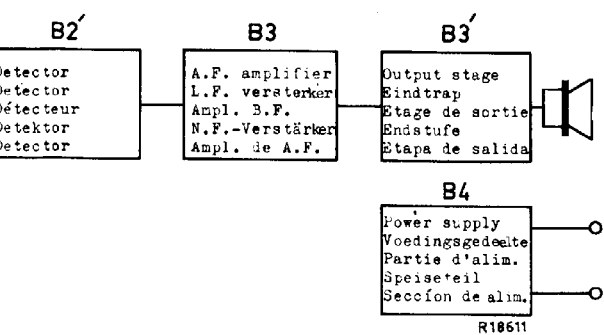 B2′
Detector
Detector
Détecteur
Detektor
Detector
B3
A.F. amplifier
L.F. versterker
Ampl. B.F.
N.F.-Verstärker
Ampl. de A.F.
B3′
Output stage
Eindtrap
Etage de sortie
Endstufe
Etapa de salida
B4
Power supply
Voedingsgedeelte
Partie d'alim.
Speiseteil
Seccíon de alim.
R18611